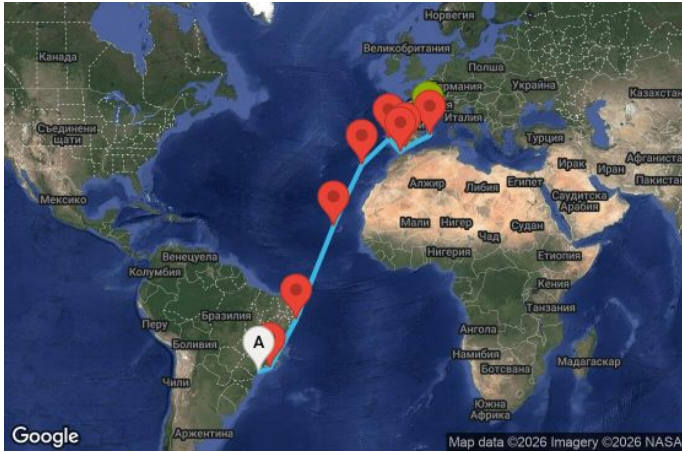 Норвегия
Канада
Великобритания
Полша
Германия
Украйна
Казахстан
Италия
Съединени
щати
Турция
Ирак
Иран
Афганиста
Пакистан
Алжир
Либия
Египет
Саудитска
Арабия
Мексико
Мали
Нигер
Чад
Судан
Венецуела
Нигерия
Етиопия
Колумбия
Кения
Бразилия
Танзания
Перу
Ангола
A
Боливия
Намибия
Ботсвана
Мадагаскар
Чили
Южна
Африка
Аржентина
Google
Map data ©2026 Imagery ©2026 NASA